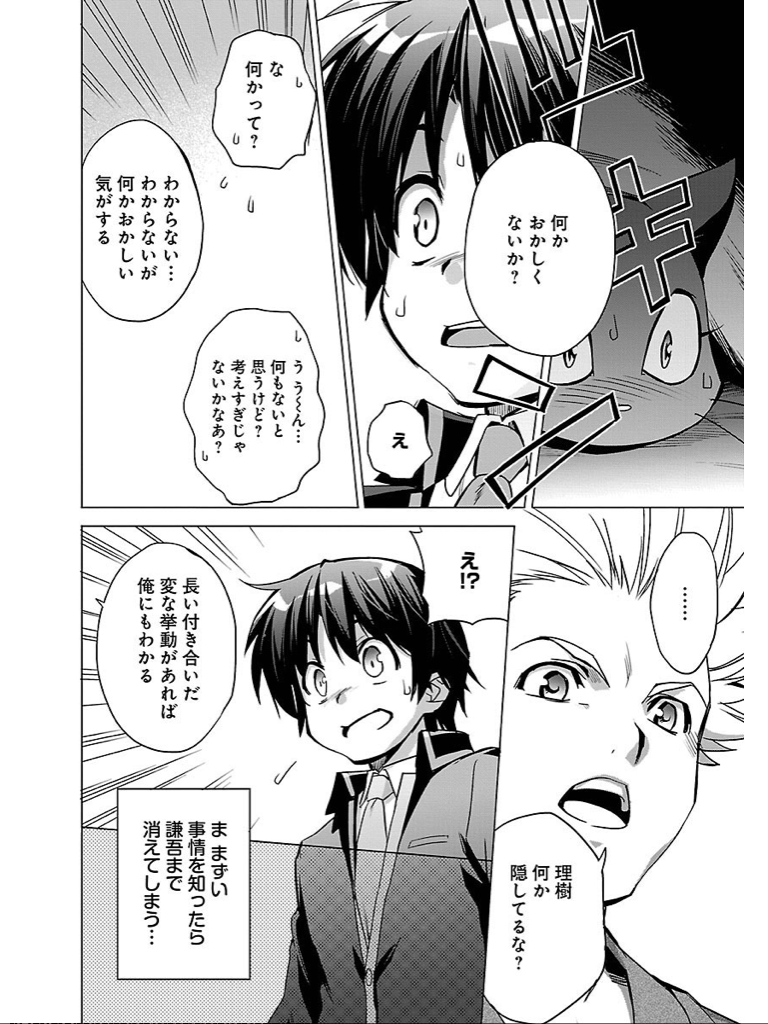 ドキーン
何か
おかしく
ないか?
え
な
何かって?
わからない…
わからないが
何かおかしい
気がする
う う〜ん…
何もないと
思うけど?
考えすぎじゃ
ないかなあ?
……
理樹
何か
隠してるな?
え!?
長い付き合いだ
変な挙動があれば
俺にもわかる
ま まずい
事情を知ったら
謙吾まで
消えてしまう…